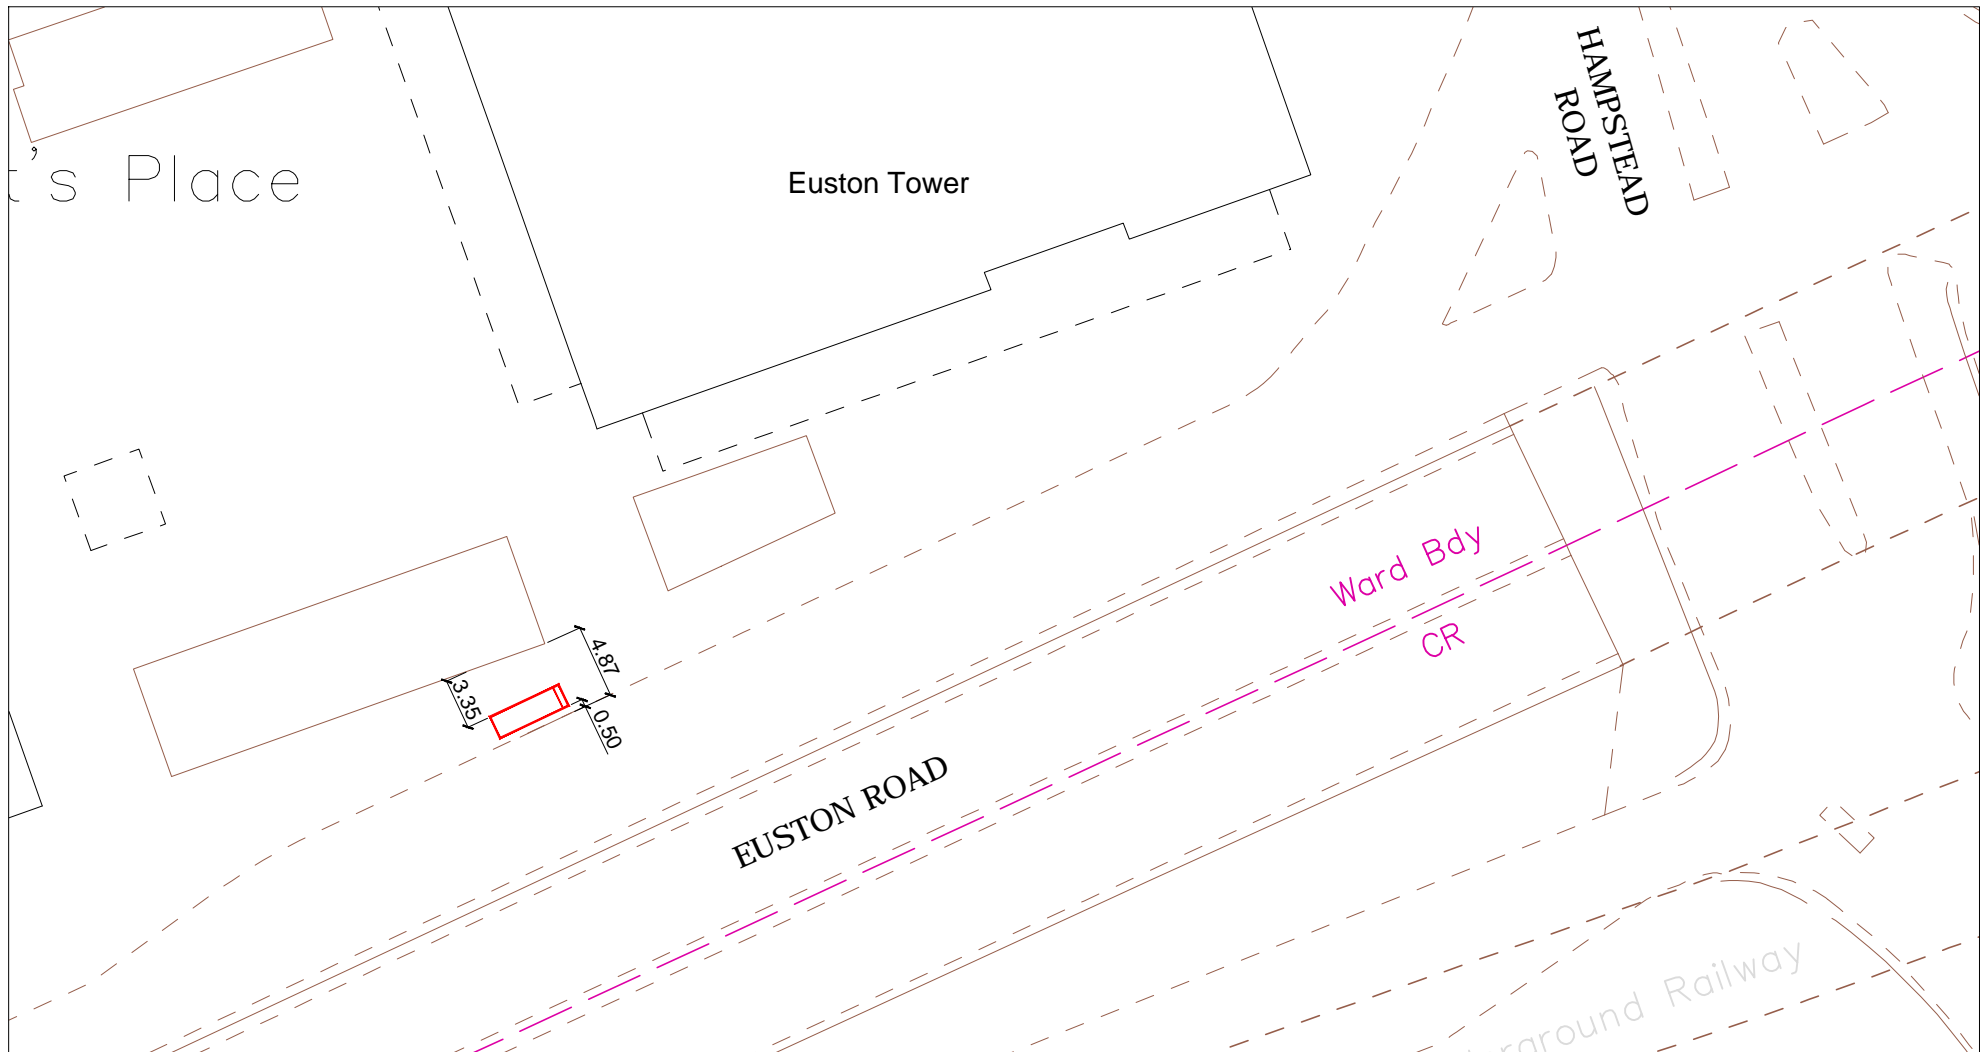 HAMPSTEAD
ROAD
't's Place
Euston Tower
Ward Bdy
CR
4.87
3.35
0.50
EUSTON ROAD
Railway